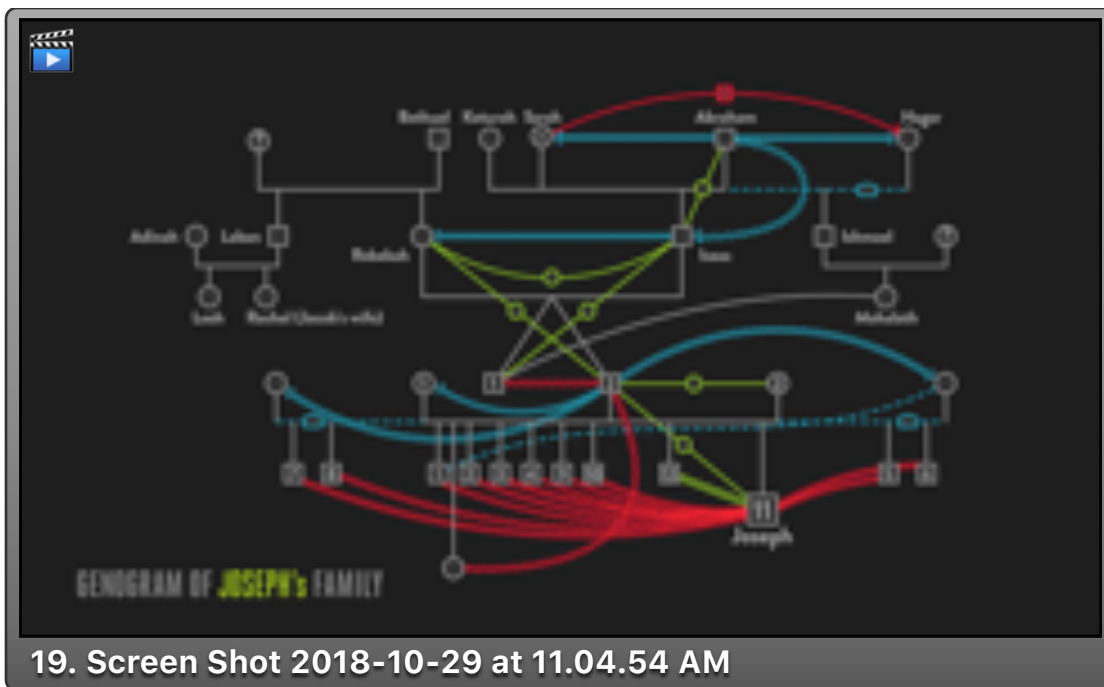 Bethuel Keturah Sarah Abraham Hagar
?
Adinah Laban Rebekah Isaac Ishmael ?
Leah Rachel (Jacob's wife) Mahalath
11
Joseph
GENOGRAM OF JOSEPH's FAMILY
19. Screen Shot 2018-10-29 at 11.04.54 AM